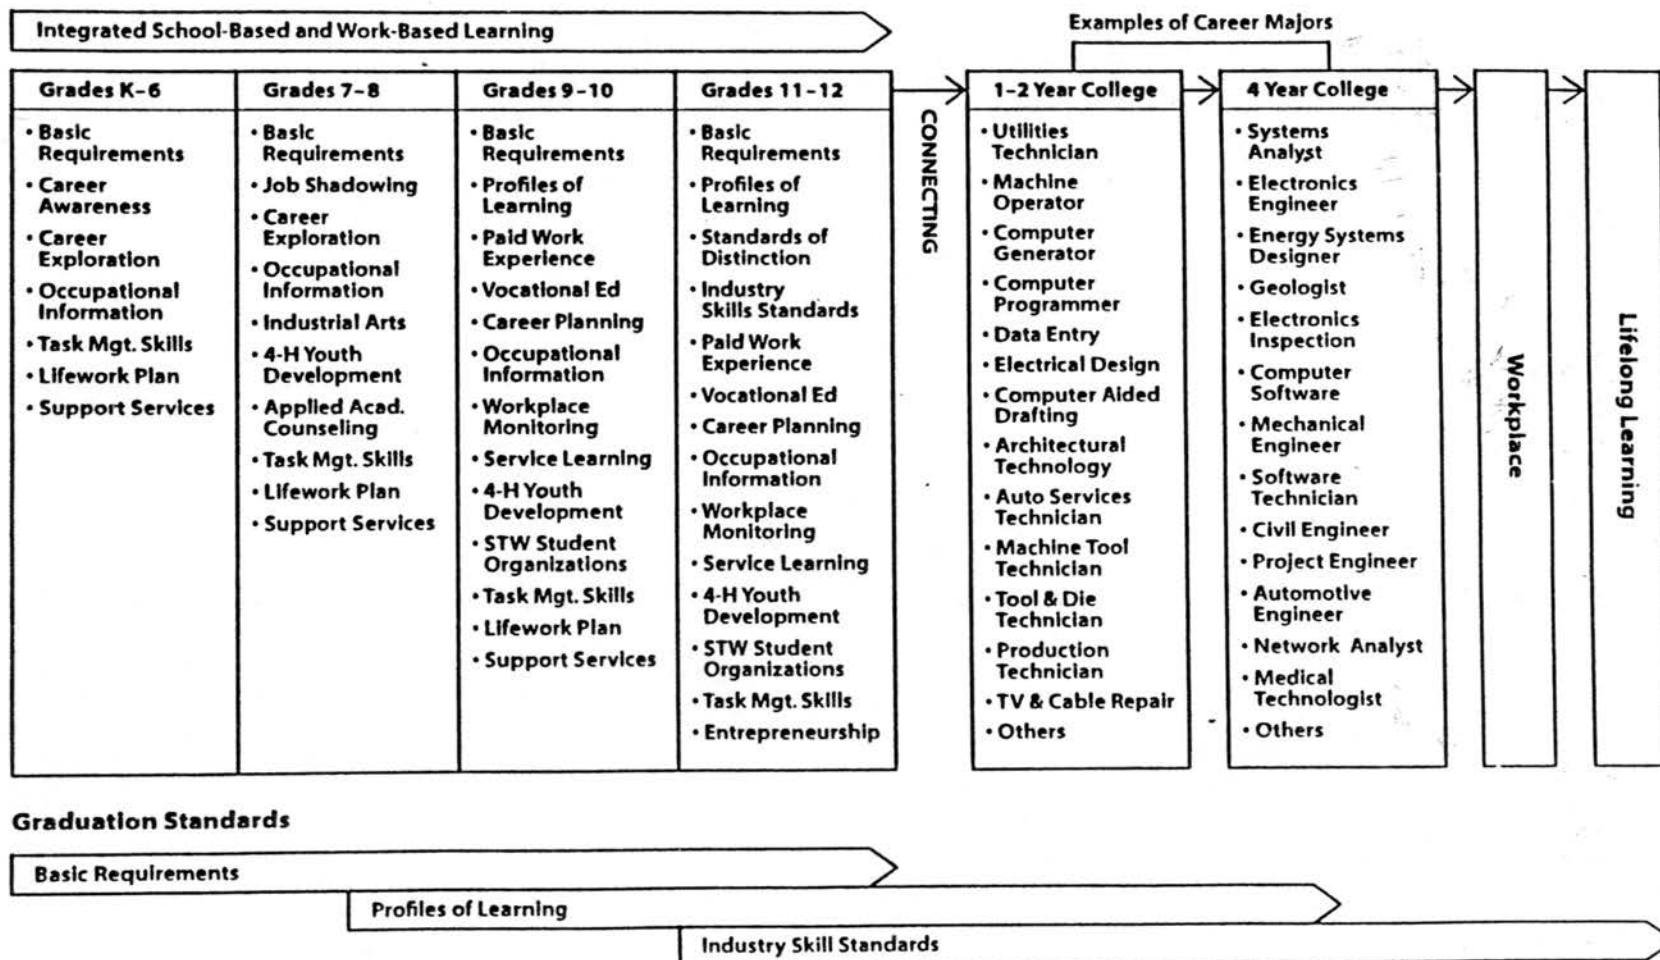 Integrated School-Based and Work-Based Learning
Examples of Career Majors
Grades K–6
• Basic
Requirements
• Career
Awareness
• Career
Exploration
• Occupational
Information
• Task Mgt. Skills
• Lifework Plan
• Support Services
Grades 7–8
• Basic
Requirements
• Job Shadowing
• Career
Exploration
• Occupational
Information
• Industrial Arts
• 4-H Youth
Development
• Applied Acad.
Counseling
• Task Mgt. Skills
• Lifework Plan
• Support Services
Grades 9–10
• Basic
Requirements
• Profiles of
Learning
• Paid Work
Experience
• Vocational Ed
• Career Planning
• Occupational
Information
• Workplace
Monitoring
• Service Learning
• 4-H Youth
Development
• STW Student
Organizations
• Task Mgt. Skills
• Lifework Plan
• Support Services
Grades 11–12
• Basic
Requirements
• Profiles of
Learning
• Standards of
Distinction
• Industry
Skills Standards
• Paid Work
Experience
• Vocational Ed
• Career Planning
• Occupational
Information
• Workplace
Monitoring
• Service Learning
• 4-H Youth
Development
• STW Student
Organizations
• Task Mgt. Skills
• Entrepreneurship
CONNECTING
1–2 Year College
• Utilities
Technician
• Machine
Operator
• Computer
Generator
• Computer
Programmer
• Data Entry
• Electrical Design
• Computer Aided
Drafting
• Architectural
Technology
• Auto Services
Technician
• Machine Tool
Technician
• Tool & Die
Technician
• Production
Technician
• TV & Cable Repair
• Others
4 Year College
• Systems
Analyst
• Electronics
Engineer
• Energy Systems
Designer
• Geologist
• Electronics
Inspection
• Computer
Software
• Mechanical
Engineer
• Software
Technician
• Civil Engineer
• Project Engineer
• Automotive
Engineer
• Network Analyst
• Medical
Technologist
• Others
Workplace
Lifelong Learning
Graduation Standards
Basic Requirements
Profiles of Learning
Industry Skill Standards